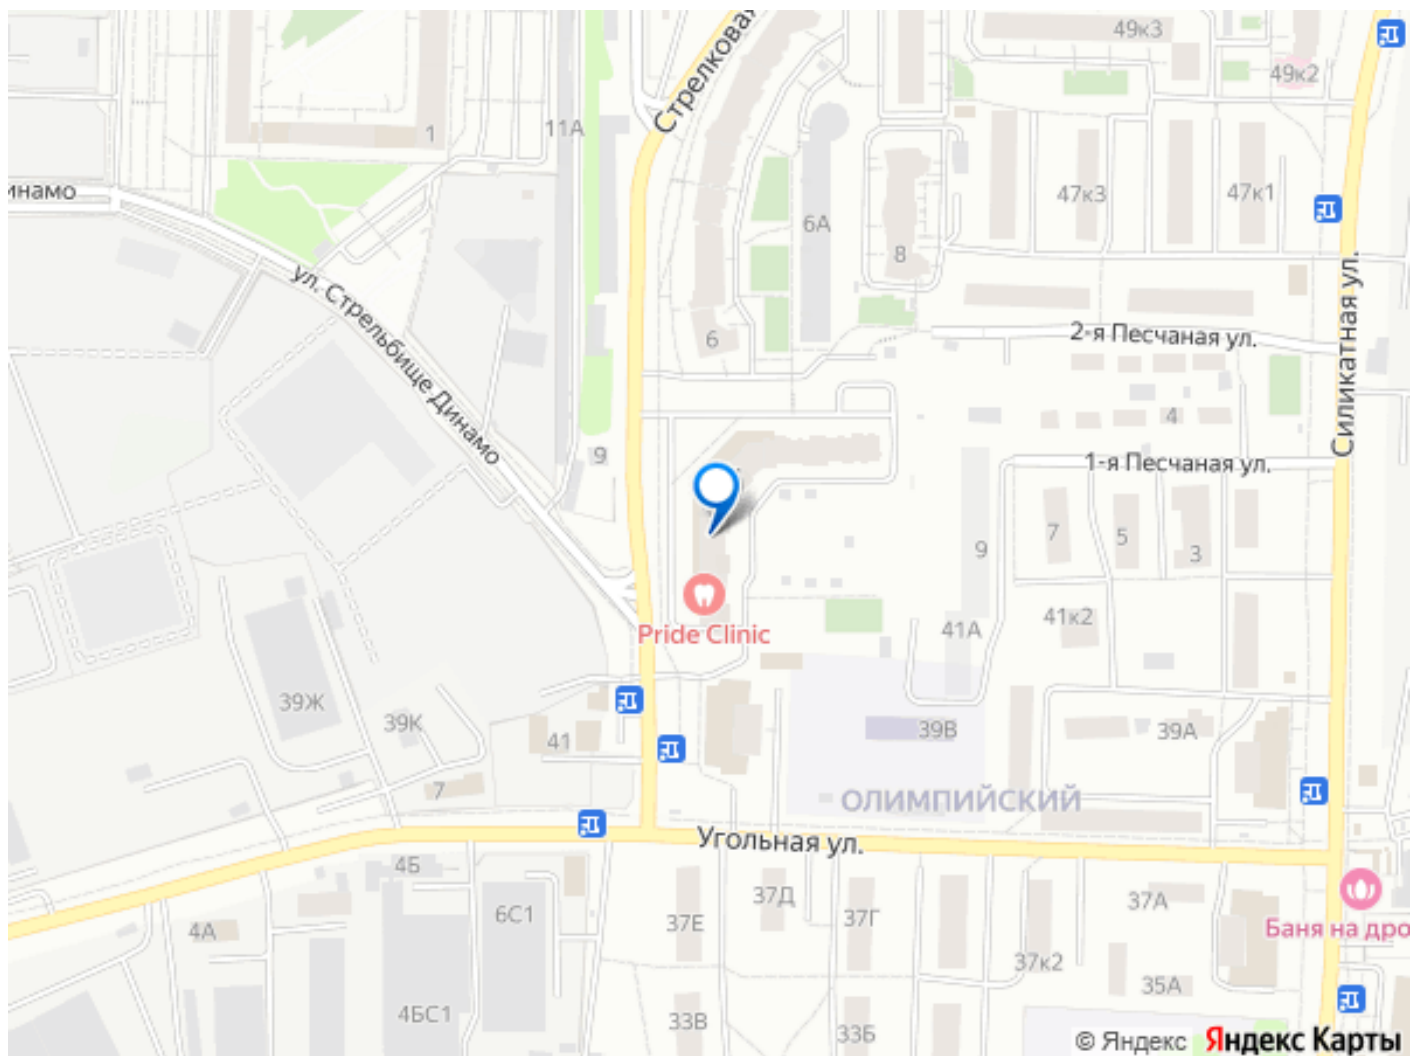 49к3
Стрелковая
49к2
1
11А
инамо
47к3
47к1
6А
8
ул. Стрельбище Динамо
Силикатная ул.
2-я Песчаная ул.
6
4
9
1-я Песчаная ул.
7
5
3
9
Pride Clinic
41А
41к2
39Ж
39К
41
39В
39А
7
ОЛИМПИЙСКИЙ
Угольная ул.
4Б
37Д
37А
6С1
37Е
37Г
4А
Баня на дро
37к2
35А
4БС1
33В
33Б
© Яндекс Яндекс Карты